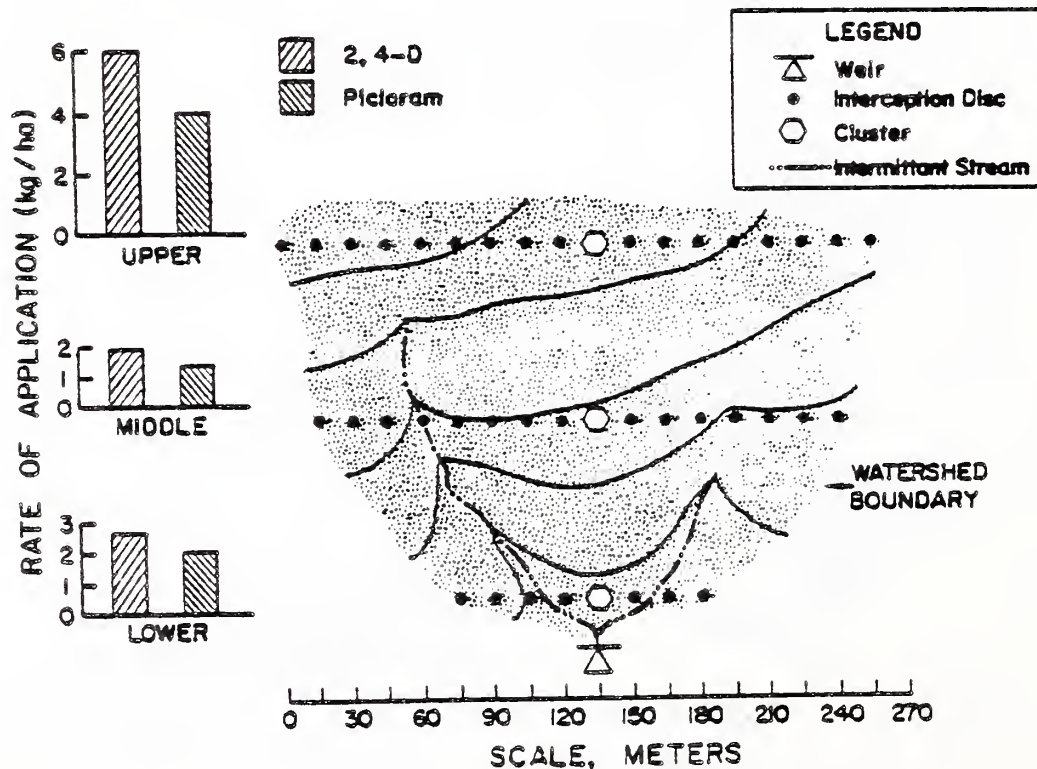 RATE OF APPLICATION (kg/ha)
6
4
2
0
UPPER
2
1
0
MIDDLE
3
2
1
0
LOWER
2, 4-D
Picloram
LEGEND
Weir
Interception Disc
Cluster
Intermittant Stream
WATERSHED
BOUNDARY
0 30 60 90 120 150 180 210 240 270
SCALE, METERS